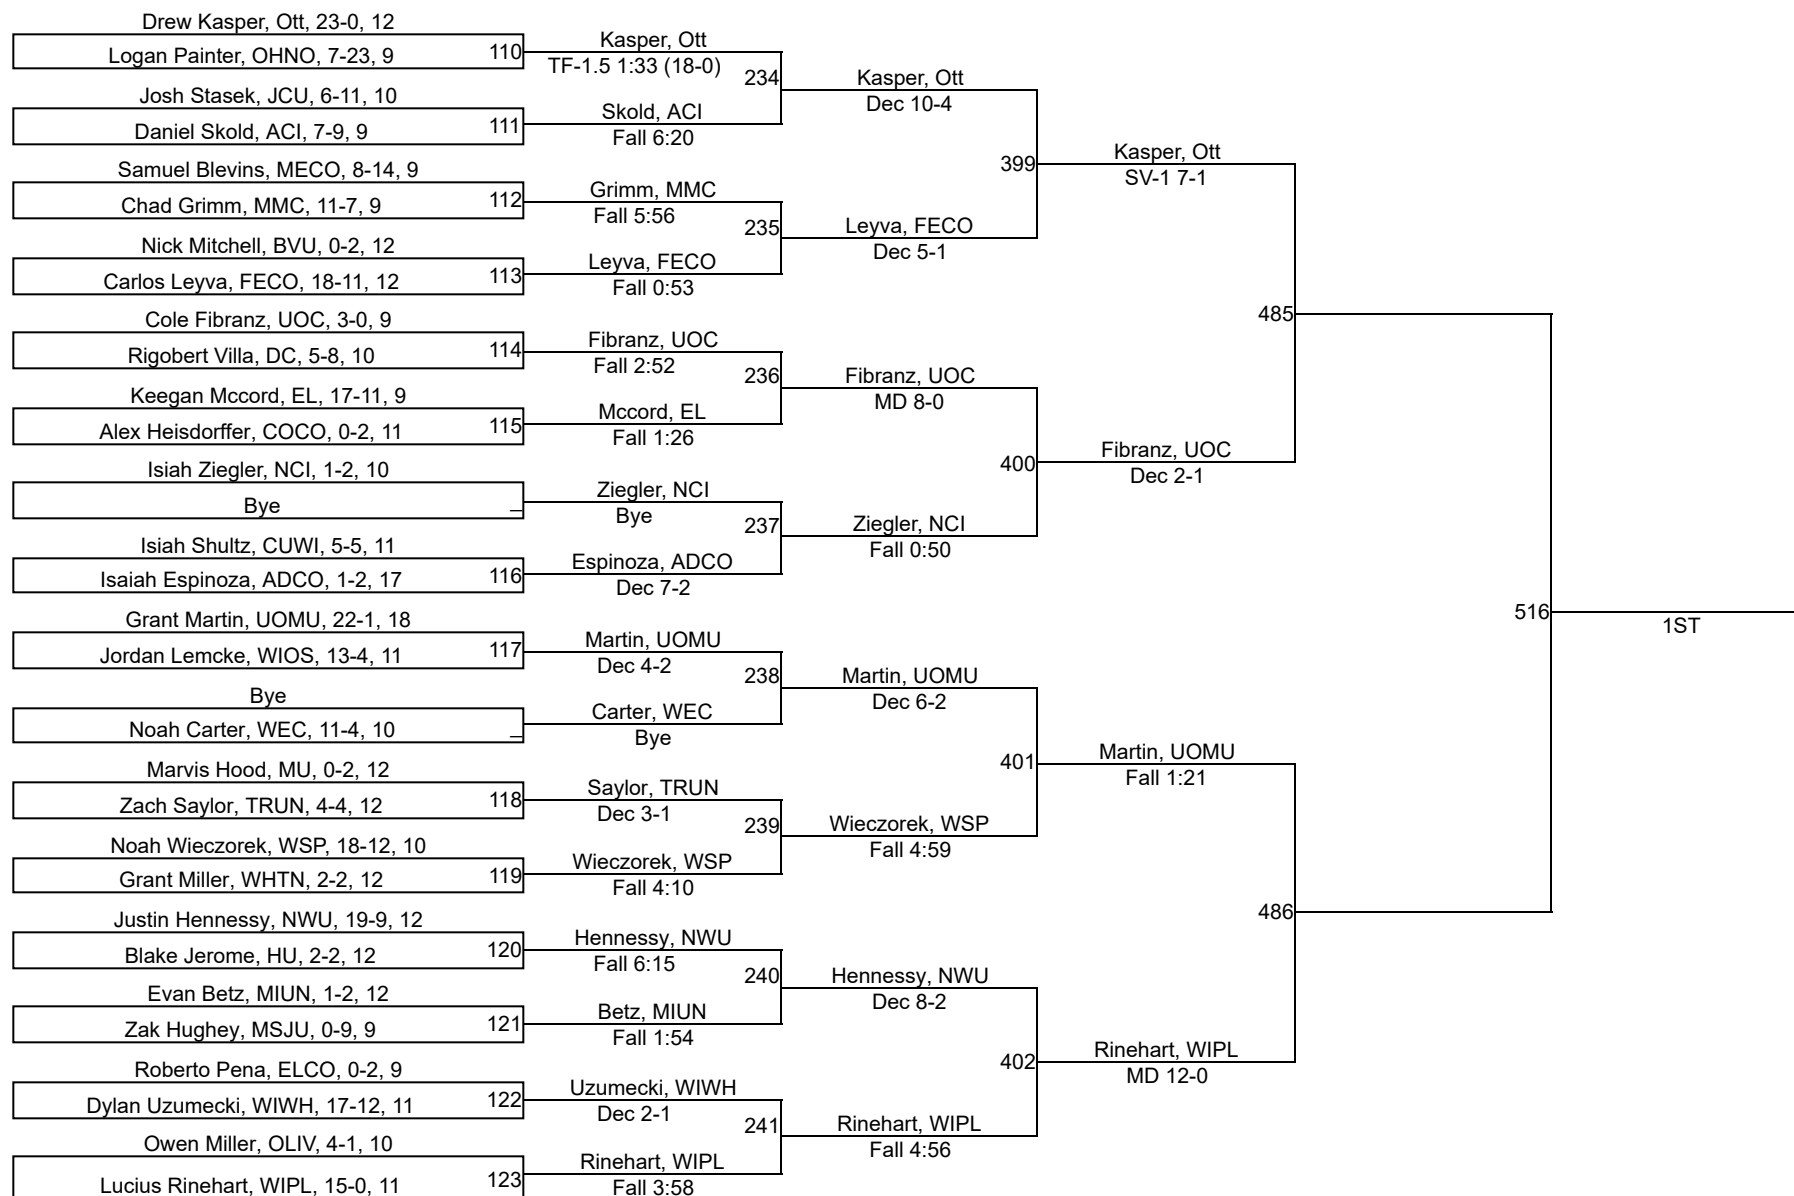 Drew Kasper, Ott, 23-0, 12
Logan Painter, OHNO, 7-23, 9
110
Josh Stasek, JCU, 6-11, 10
Daniel Skold, ACI, 7-9, 9
111
Samuel Blevins, MECO, 8-14, 9
Chad Grimm, MMC, 11-7, 9
112
Nick Mitchell, BVU, 0-2, 12
Carlos Leyva, FECO, 18-11, 12
113
Cole Fibranz, UOC, 3-0, 9
Rigobert Villa, DC, 5-8, 10
114
Keegan Mccord, EL, 17-11, 9
Alex Heisdorffer, COCO, 0-2, 11
115
Isiah Ziegler, NCI, 1-2, 10
Bye
_
Isiah Shultz, CUWI, 5-5, 11
Isaiah Espinoza, ADCO, 1-2, 17
116
Grant Martin, UOMU, 22-1, 18
Jordan Lemcke, WIOS, 13-4, 11
117
Bye
Noah Carter, WEC, 11-4, 10
_
Marvis Hood, MU, 0-2, 12
Zach Saylor, TRUN, 4-4, 12
118
Noah Wieczorek, WSP, 18-12, 10
Grant Miller, WHTN, 2-2, 12
119
Justin Hennessy, NWU, 19-9, 12
Blake Jerome, HU, 2-2, 12
120
Evan Betz, MIUN, 1-2, 12
Zak Hughey, MSJU, 0-9, 9
121
Roberto Pena, ELCO, 0-2, 9
Dylan Uzumecki, WIWH, 17-12, 11
122
Owen Miller, OLIV, 4-1, 10
Lucius Rinehart, WIPL, 15-0, 11
123
Kasper, Ott
TF-1.5 1:33 (18-0)
234
Skold, ACI
Fall 6:20
Grimm, MMC
Fall 5:56
235
Leyva, FECO
Fall 0:53
Fibranz, UOC
Fall 2:52
236
Mccord, EL
Fall 1:26
Ziegler, NCI
Bye
237
Espinoza, ADCO
Dec 7-2
Martin, UOMU
Dec 4-2
238
Carter, WEC
Bye
Saylor, TRUN
Dec 3-1
239
Wieczorek, WSP
Fall 4:10
Hennessy, NWU
Fall 6:15
240
Betz, MIUN
Fall 1:54
Uzumecki, WIWH
Dec 2-1
241
Rinehart, WIPL
Fall 3:58
Kasper, Ott
Dec 10-4
399
Leyva, FECO
Dec 5-1
Fibranz, UOC
MD 8-0
400
Ziegler, NCI
Fall 0:50
Martin, UOMU
Dec 6-2
401
Wieczorek, WSP
Fall 4:59
Hennessy, NWU
Dec 8-2
402
Rinehart, WIPL
Fall 4:56
Kasper, Ott
SV-1 7-1
485
Fibranz, UOC
Dec 2-1
Martin, UOMU
Fall 1:21
486
Rinehart, WIPL
MD 12-0
516
1ST